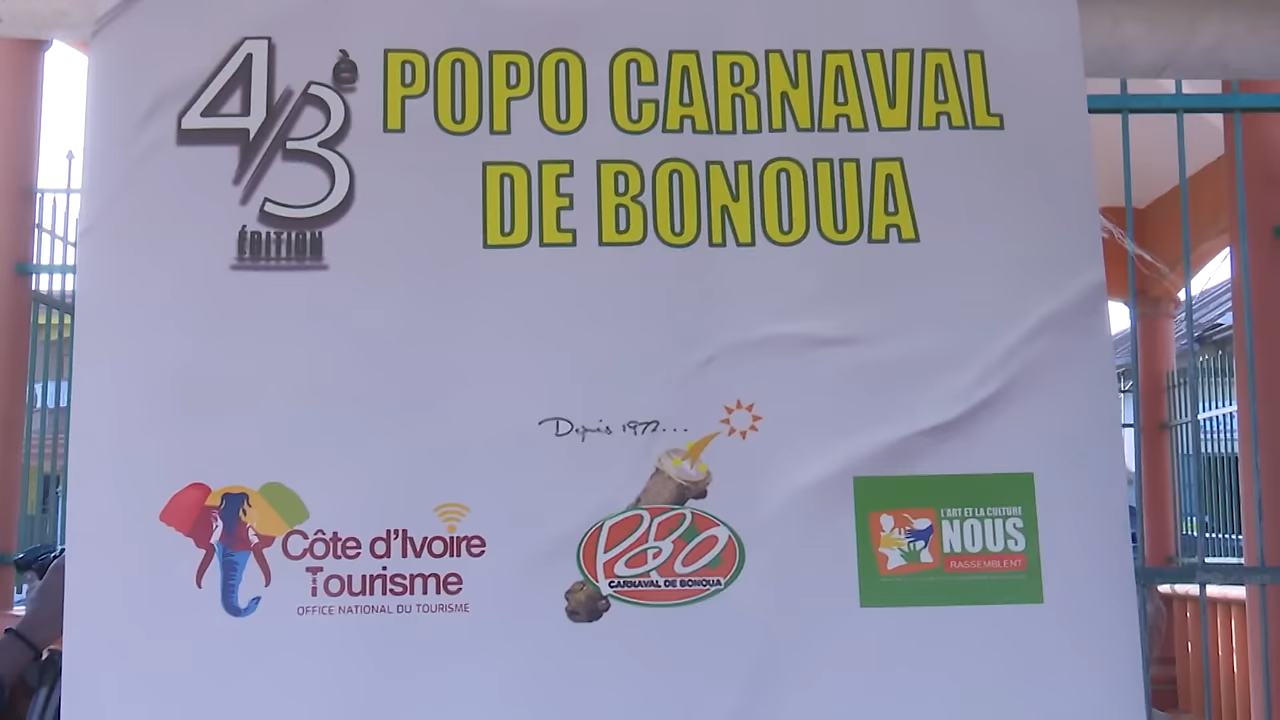 43è
ÉDITION
POPO CARNAVAL
DE BONOUA
Depuis 1972...
Côte d'Ivoire
Tourisme
OFFICE NATIONAL DU TOURISME
POPO
CARNAVAL DE BONOUA
L'ART ET LA CULTURE
NOUS
RASSEMBLENT